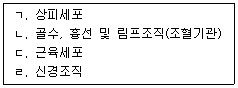 ㄱ. 상피세포
ㄴ. 골수, 흉선 및 림프조직(조혈기관)
ㄷ. 근육세포
ㄹ. 신경조직